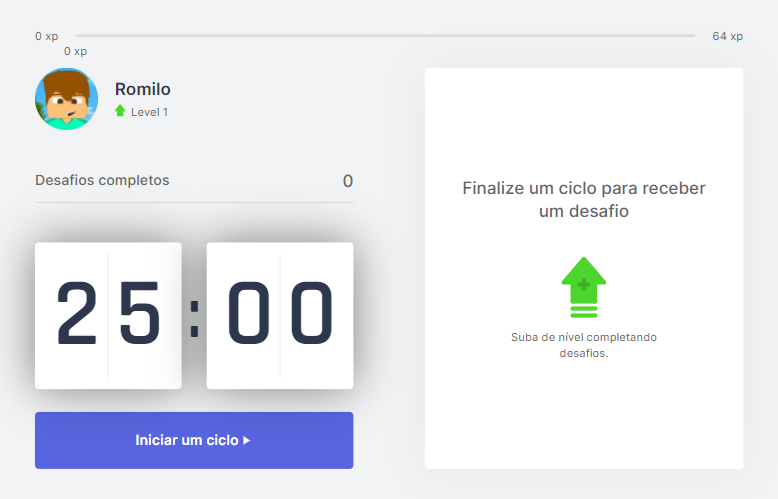 0 xp
64 xp
0 xp
Romilo
Level 1
Desafios completos 0
25:00
Iniciar um ciclo
Finalize um ciclo para receber
um desafio
Suba de nível completando
desafios.